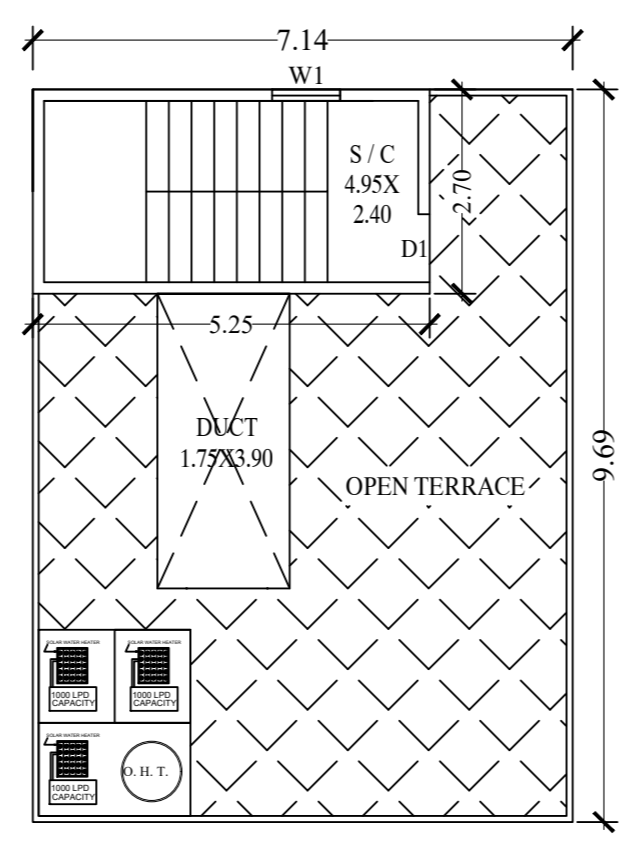 7.14
W1
S / C
4.95X
2.40
2.70
D1
5.25
DUCT
1.75X3.90
9.69
OPEN TERRACE
SOLAR WATER HEATER
SOLAR WATER HEATER
1000 LPD
CAPACITY
1000 LPD
CAPACITY
SOLAR WATER HEATER
O. H. T.
1000 LPD
CAPACITY